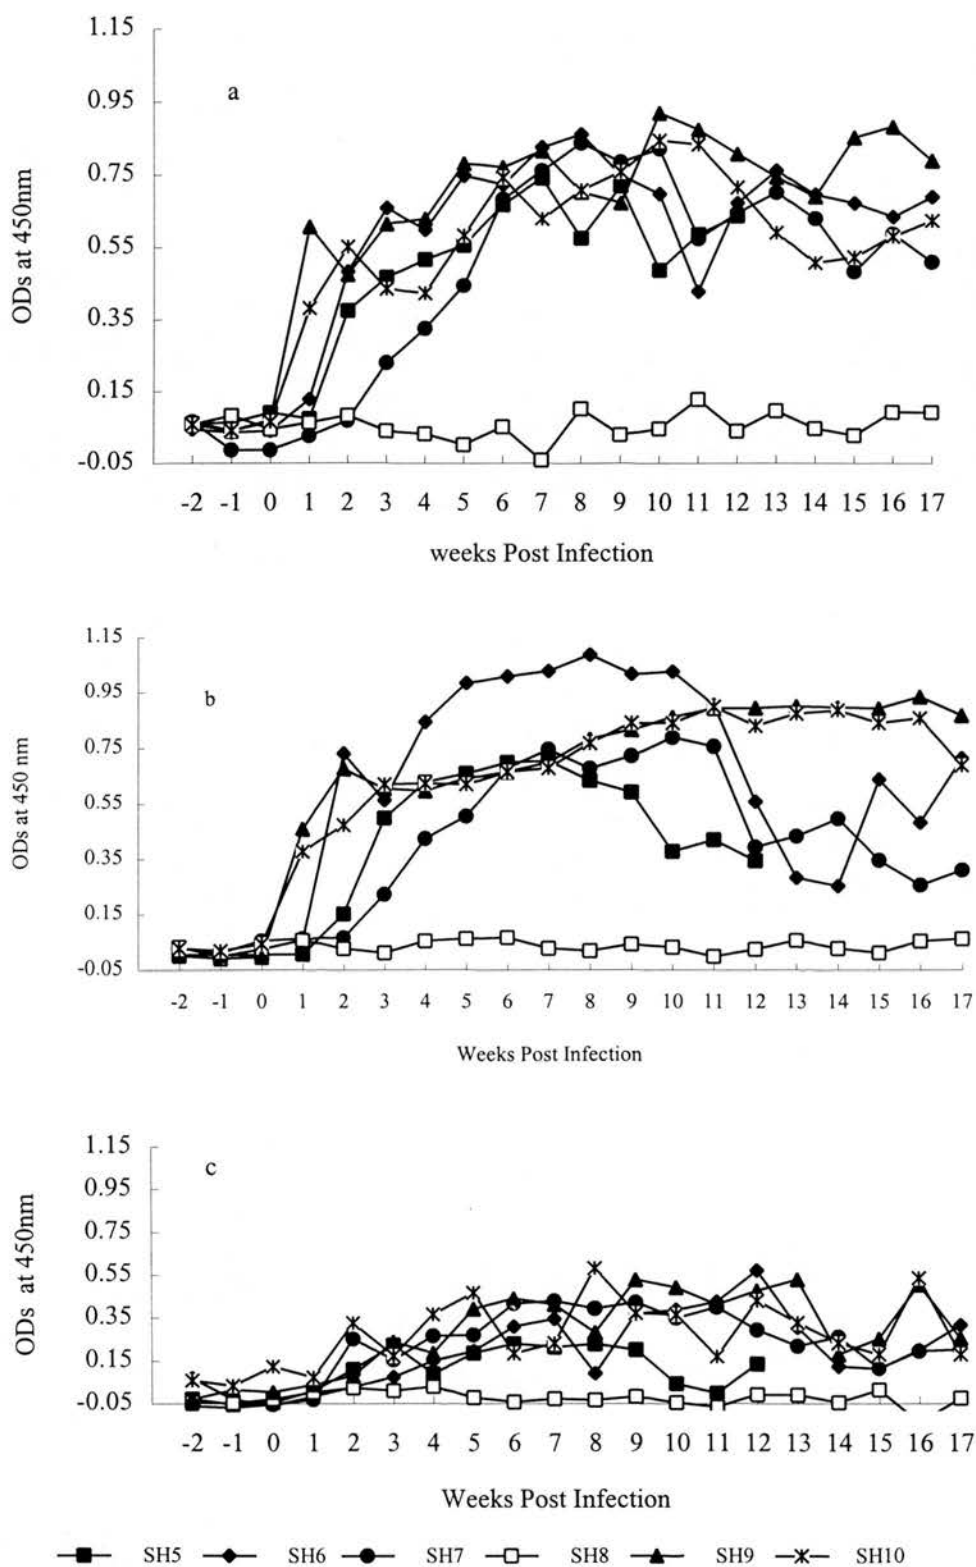 1.15
a
0.95
0.75
0.55
0.35
0.15
-0.05
ODs at 450nm
-2 -1 0 1 2 3 4 5 6 7 8 9 10 11 12 13 14 15 16 17
weeks Post Infection
1.15
b
0.95
0.75
0.55
0.35
0.15
-0.05
ODs at 450 nm
-2 -1 0 1 2 3 4 5 6 7 8 9 10 11 12 13 14 15 16 17
Weeks Post Infection
1.15
c
0.95
0.75
0.55
0.35
0.15
-0.05
ODs at 450nm
-2 -1 0 1 2 3 4 5 6 7 8 9 10 11 12 13 14 15 16 17
Weeks Post Infection
SH5 SH6 SH7 SH8 SH9 SH10